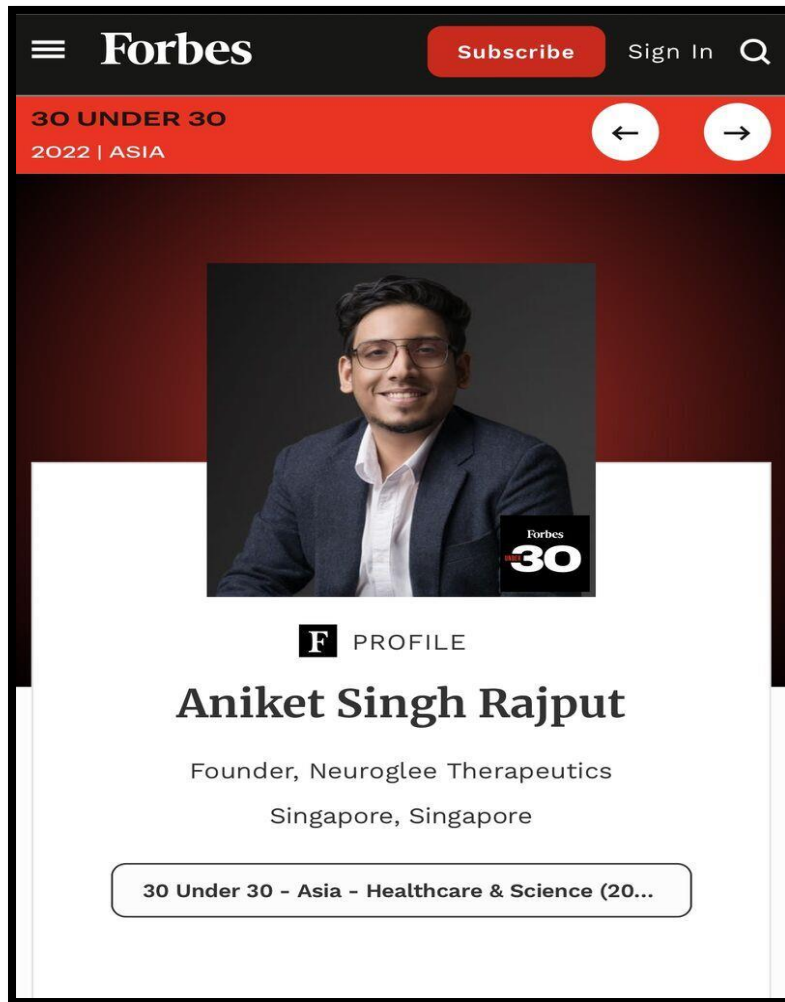 Forbes
Subscribe
Sign In
30 UNDER 30
2022 | ASIA
Forbes
UNDER
30
F PROFILE
Aniket Singh Rajput
Founder, Neuroglee Therapeutics
Singapore, Singapore
30 Under 30 - Asia - Healthcare & Science (20...